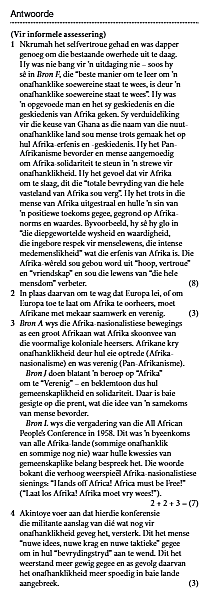 Antwoorde
(Vir informele assessering)
1 Nkrumah het selfvertroue gehad en was dapper
genoeg om die bestaande owerhede uit te daag.
Hy was nie bang vir 'n uitdaging nie – soos hy
sê in Bron F, die "beste manier om te leer om 'n
onafhanklike soewereine staat te wees, is deur 'n
onafhanklike soewereine staat te wees". Hy was
'n opgevoede man en het sy geskiedenis en die
geskiedenis van Afrika geken. Sy verduideliking
vir die keuse van Ghana as die naam van die nuut-
onafhanklike land sou mense trots gemaak het op
hul Afrika-erfenis en -geskiedenis. Hy het Pan-
Afrikanisme bevorder en mense aangemoedig
om Afrika-solidariteit te steun in 'n strewe vir
onafhanklikheid. Hy het gevoel dat vir Afrika
om te slaag, dit die "totale bevryding van die hele
vasteland van Afrika sou verg". Hy het trots in die
mense van Afrika uitgestraal en hulle 'n sin van
'n positiewe toekoms gegee, gegrond op Afrika-
norms en waardes. Byvoorbeeld, hy sê hy glo in
"die diepgewortelde wysheid en waardigheid,
die ingebore respek vir menselewens, die intense
medemenslikheid" wat die erfenis van Afrika is. Die
Afrika-wêreld sou gebou word uit "hoop, vertroue"
en "vriendskap" en sou die lewens van "die hele
mensdom" verbeter. (8)
2 In plaas daarvan om te wag dat Europa lei, of om
Europa toe te laat om Afrika te oorheers, moet
Afrikane met mekaar saamwerk en verenig. (3)
3 Bron A wys die Afrika-nasionalistiese bewegings
as een groot Afrikaan wat Afrika skoonvee van
die voormalige koloniale heersers. Afrikane kry
onafhanklikheid deur hul eie optrede (Afrika-
nasionalisme) en was verenig (Pan-Afrikanisme).
Bron J doen blatant 'n beroep op "Afrika"
om te "Verenig" – en beklemtoon dus hul
gemeenskaplikheid en solidariteit. Daar is baie
gesigte op die prent, wat die idee van 'n samekoms
van mense bevorder.
Bron L wys die vergadering van die All African
People's Conference in 1958. Dit was 'n byeenkoms
van alle Afrika-lande (sommige onafhanklik
en sommige nog nie) waar hulle kwessies van
gemeenskaplike belang bespreek het. Die woorde
bokant die verhoog weerspieël Afrika-nasionalistiese
sienings: "Hands off Africa! Africa must be Free!"
("Laat los Afrika! Afrika moet vry wees!").
2 + 2 + 3 = (7)
4 Akintoye voer aan dat hierdie konferensie
die militante aanslag van dié wat nog vir
onafhanklikheid geveg het, versterk. Dit het mense
"nuwe idees, nuwe krag en nuwe taktieke" gegee
om in hul "bevrydingstryd" aan te wend. Dit het
weerstand meer gewig gegee en as gevolg daarvan
het onafhanklikheid meer spoedig in baie lande
aangebreek. (3)